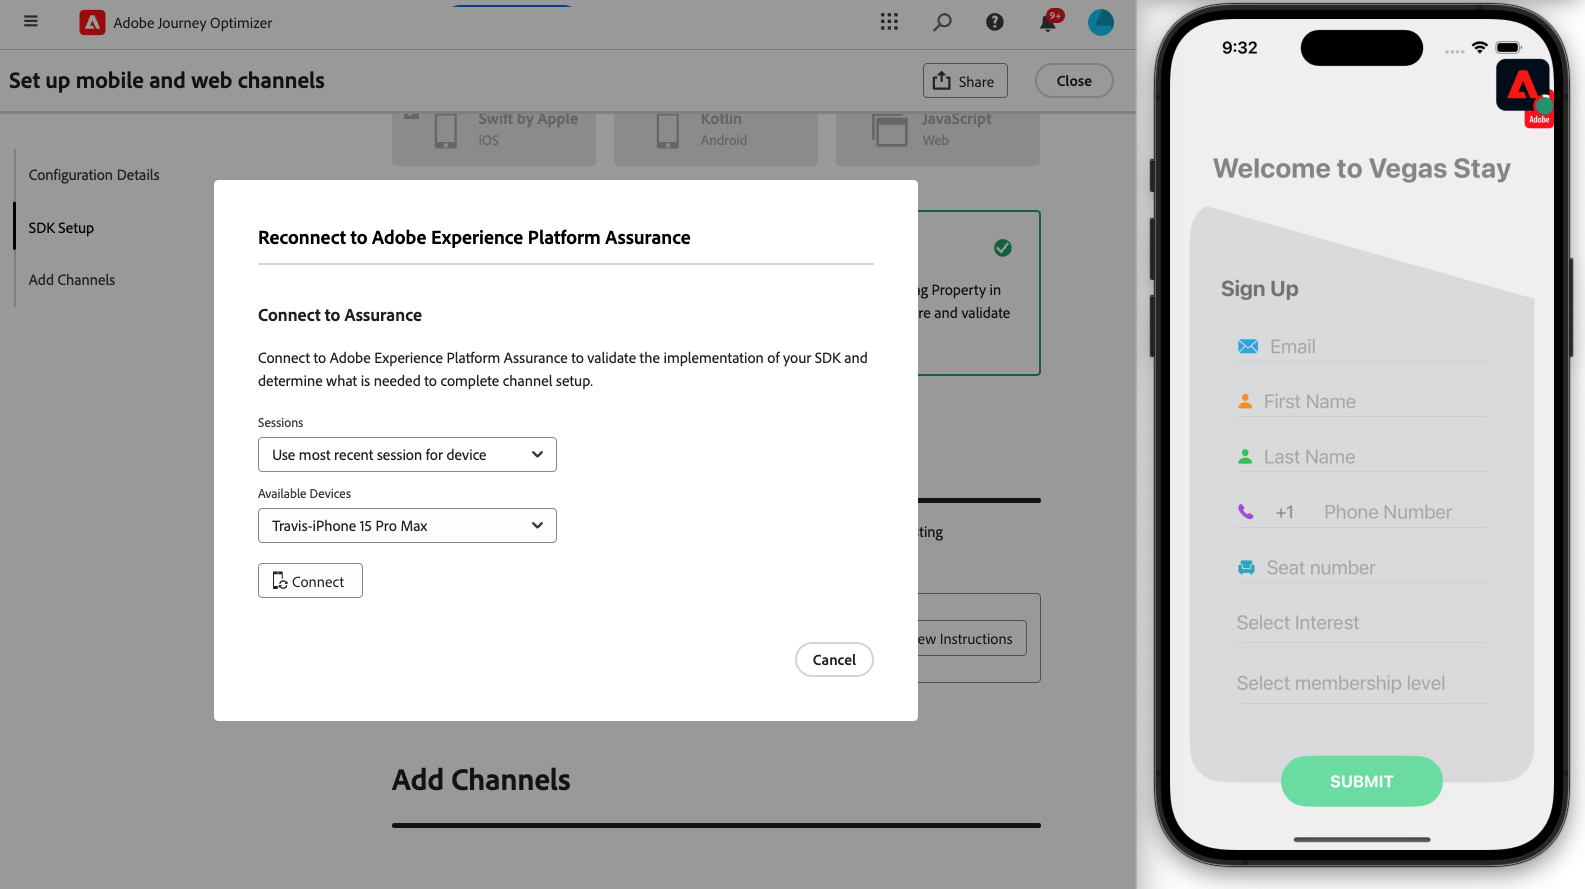 Adobe Journey Optimizer
9+
Set up mobile and web channels
Share
Close
Swift by Apple
iOS
Kotlin
Android
JavaScript
Web
Configuration Details
SDK Setup
Add Channels
Reconnect to Adobe Experience Platform Assurance
Connect to Assurance
Connect to Adobe Experience Platform Assurance to validate the implementation of your SDK and
determine what is needed to complete channel setup.
Sessions
Use most recent session for device
Available Devices
Travis-iPhone 15 Pro Max
Connect
Cancel
Property in
and validate
Instructions
Add Channels
9:32
Adobe
Welcome to Vegas Stay
Sign Up
Email
First Name
Last Name
+1 Phone Number
Seat number
Select Interest
Select membership level
SUBMIT